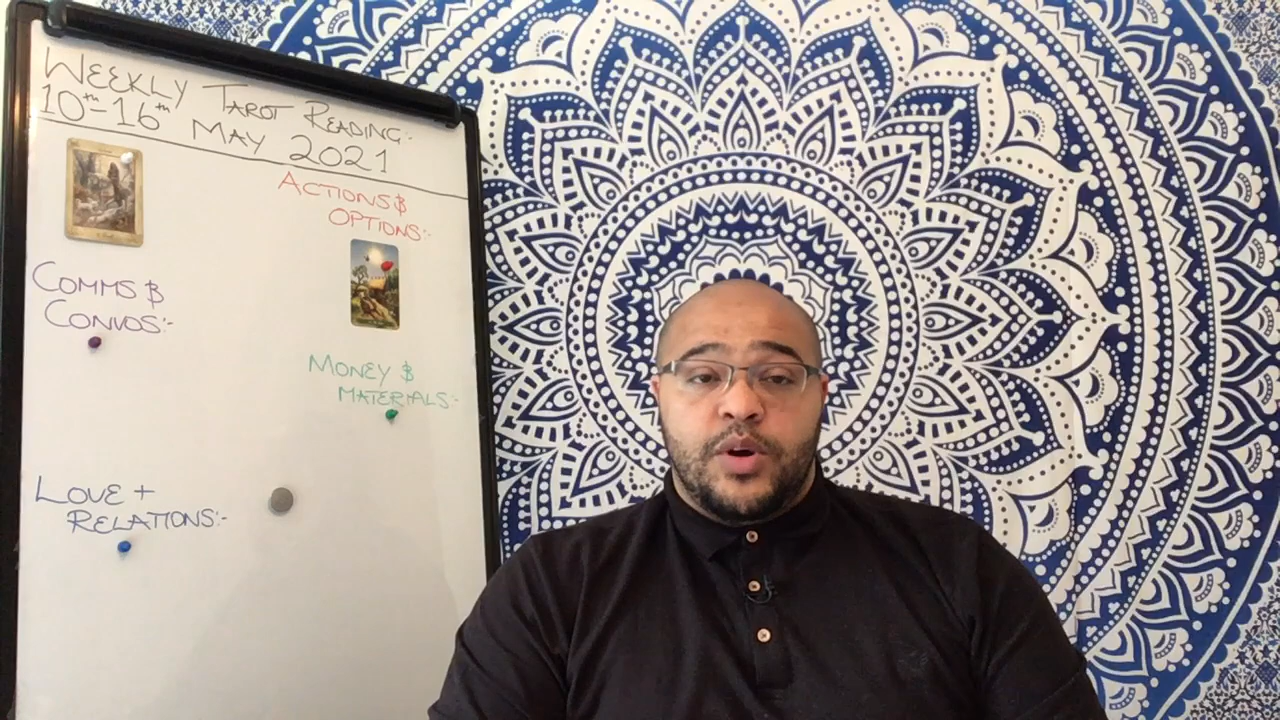 WEEKLY TAROT READING:-
10th-16th MAY 2021
ACTIONS &
OPTIONS:-
COMMS &
CONVOS:-
MONEY &
MATERIALS:-
LOVE +
RELATIONS:-